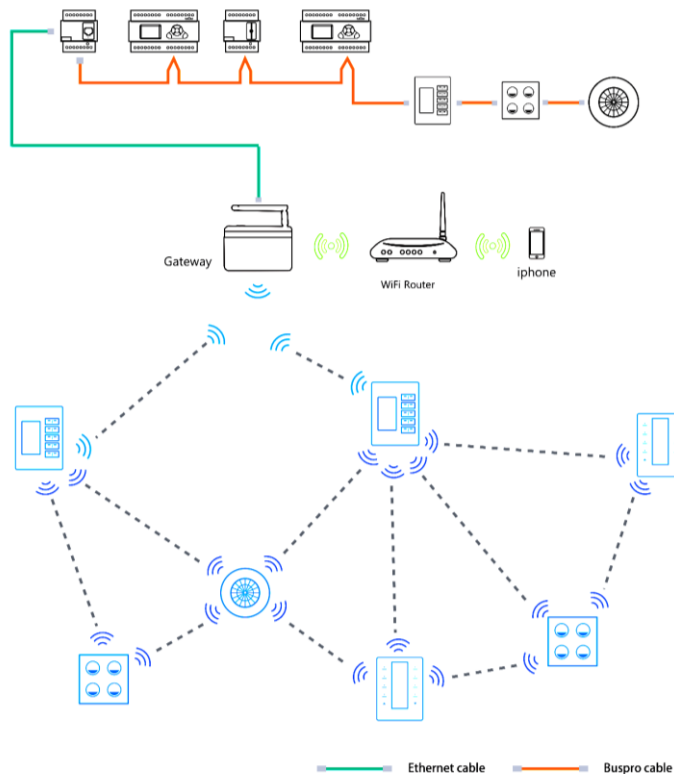 Gateway
WiFi Router
iphone
Ethernet cable
Buspro cable